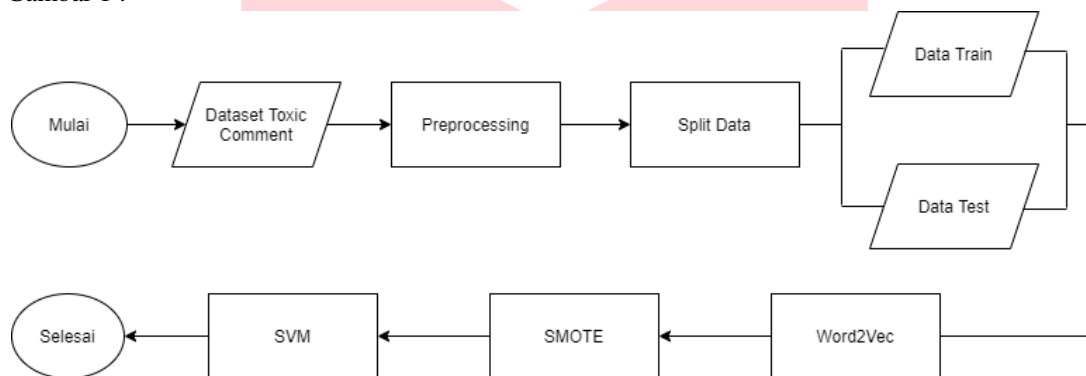 Mulai
Dataset Toxic
Comment
Preprocessing
Split Data
Data Train
Data Test
Selesai
SVM
SMOTE
Word2Vec